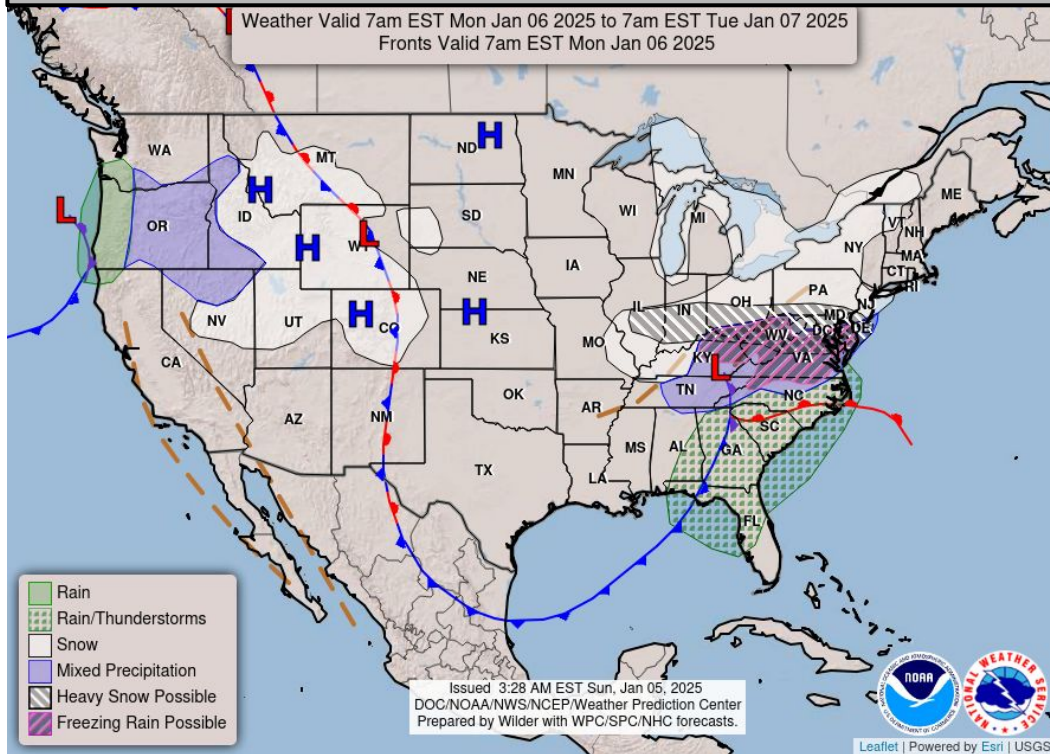 Weather Valid 7am EST Mon Jan 06 2025 to 7am EST Tue Jan 07 2025
Fronts Valid 7am EST Mon Jan 06 2025
WA
MT
ND
H
MN
ME
H
ID
OR
L
SD
WI
MI
VT
NH
NY
MA
CT
RI
H
L
NE
IA
PA
NJ
OH
IL
IN
MD
DE
DC
WV
NV
UT
H
CO
H
KS
MO
KY
VA
L
CA
TN
NC
OK
AR
SC
AZ
NM
MS
AL
GA
TX
LA
FL
Rain
Rain/Thunderstorms
Snow
Mixed Precipitation
Heavy Snow Possible
Freezing Rain Possible
Issued 3:28 AM EST Sun, Jan 05, 2025
DOC/NOAA/NWS/NCEP/Weather Prediction Center
Prepared by Wilder with WPC/SPC/NHC forecasts.
NOAA
NATIONAL WEATHER SERVICE
Leaflet | Powered by Esri | USGS